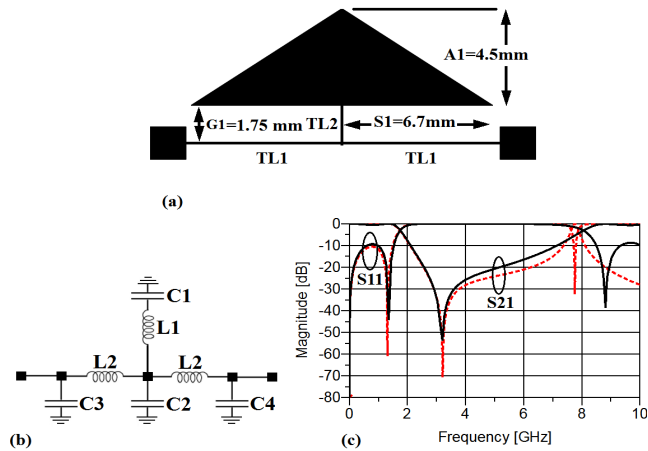 A1=4.5mm
G1=1.75 mm TL2 S1=6.7mm
TL1 TL1
(a)
C1
L1
L2 L2
C3 C2 C4
(b)
Magnitude [dB]
0
-10
-20
-30
-40
-50
-60
-70
-80
S11
S21
0 2 4 6 8 10
Frequency [GHz]
(c)